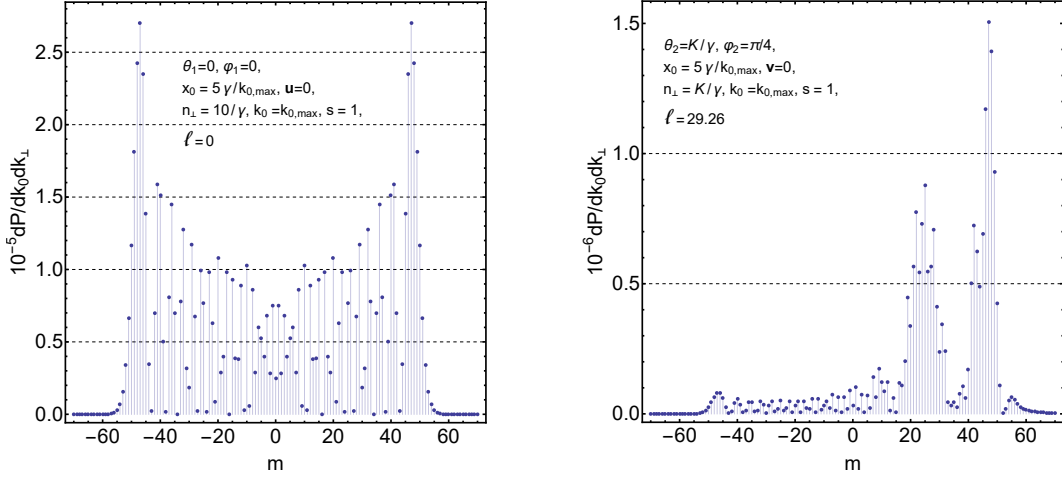 10⁻⁵dP/dk₀dk⊥
2.5
2.0
1.5
1.0
0.5
0.0
θ₁=0, φ₁=0,
x₀ = 5 γ/k₀,ₘₐₓ, u=0,
n⊥ = 10/γ, k₀ =k₀,ₘₐₓ, s = 1,
ℓ = 0
−60 −40 −20 0 20 40 60
m
10⁻⁶dP/dk₀dk⊥
1.5
1.0
0.5
0.0
θ₂=K/γ, φ₂=π/4,
x₀ = 5 γ/k₀,ₘₐₓ, v=0,
n⊥ = K/γ, k₀ =k₀,ₘₐₓ, s = 1,
ℓ = 29.26
−60 −40 −20 0 20 40 60
m